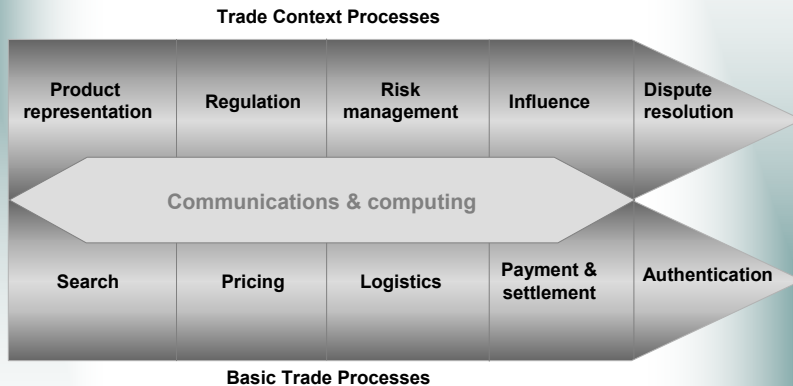 Trade Context Processes
Product
representation
Regulation
Risk
management
Influence
Dispute
resolution
Communications & computing
Search
Pricing
Logistics
Payment &
settlement
Authentication
Basic Trade Processes